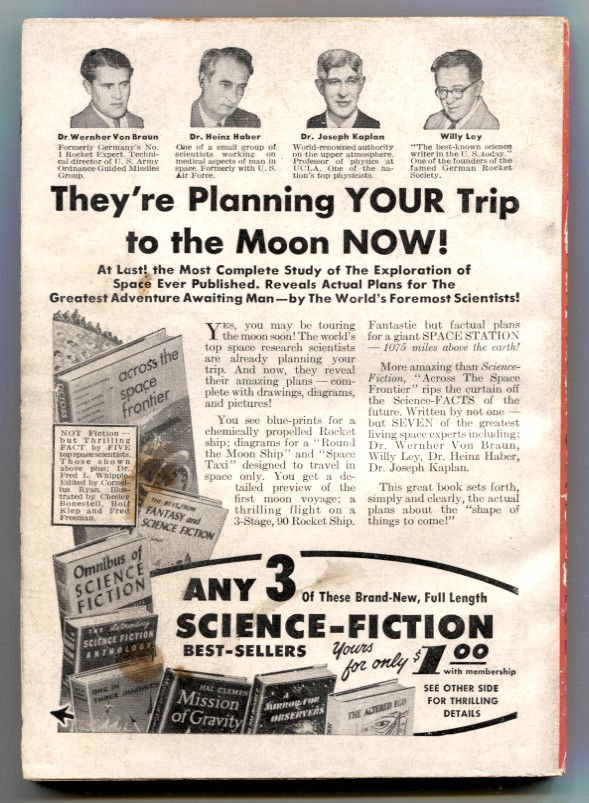 Dr. Wernher Von Braun
Formerly Germany's No.
1 Rocket Expert. Techni-
cal director of U. S. Army
Ordnance Guided Missiles
Group.
Dr. Heinz Haber
One of a small group of
scientists working on
medical aspects of man in
space. Formerly with U. S.
Air Force.
Dr. Joseph Kaplan
World-renowned authority
on the upper atmosphere.
Professor of physics at
UCLA. One of the na-
tion's top physicists.
Willy Ley
"The best-known science
writer in the U. S. today."
One of the founders of the
famed German Rocket
Society.
They're Planning YOUR Trip
to the Moon NOW!
At Last! the Most Complete Study of The Exploration of
Space Ever Published. Reveals Actual Plans for The
Greatest Adventure Awaiting Man—by The World's Foremost Scientists!
across the
space
frontier
NOT Fiction—
but Thrilling
FACT by FIVE
top space scientists.
Those shown
above plus; Dr.
Fred L. Whipple.
Edited by Cornel-
ius Ryan. Illus-
trated by Chesley
Bonestell, Rolf
Klep and Fred
Freeman.
YES, you may be touring
the moon soon! The world's
top space research scientists
are already planning your
trip. And now, they reveal
their amazing plans — com-
plete with drawings, diagrams,
and pictures!
You see blue-prints for a
chemically propelled Rocket
ship; diagrams for a "Round
the Moon Ship" and "Space
Taxi" designed to travel in
space only. You get a de-
tailed preview of the
first moon voyage; a
thrilling flight on a
3-Stage, 90 Rocket Ship.
Fantastic but factual plans
for a giant SPACE STATION
— 1075 miles above the earth!
More amazing than Science-
Fiction, "Across The Space
Frontier" rips the curtain off
the Science-FACTS of the
future. Written by not one —
but SEVEN of the greatest
living space experts including:
Dr. Wernher Von Braun,
Willy Ley, Dr. Heinz Haber,
Dr. Joseph Kaplan.
This great book sets forth,
simply and clearly, the actual
plans about the "shape of
things to come!"
THE BEST FROM
FANTASY and
SCIENCE FICTION
Omnibus of
SCIENCE
FICTION
THE Astounding
SCIENCE FICTION
ANTHOLOGY
ONE IN
THREE HUNDRED
HAL CLEMENT
Mission
of Gravity
A
MIRROR FOR
OBSERVERS
THE ALTERED EGO
ANY 3 Of These Brand-New, Full Length
SCIENCE-FICTION
BEST-SELLERS Yours
for only $1.00
with membership
SEE OTHER SIDE
FOR THRILLING
DETAILS